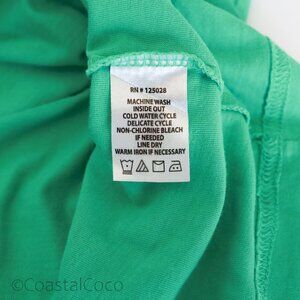 RN # 125028
MACHINE WASH
INSIDE OUT
COLD WATER CYCLE
DELICATE CYCLE
NON-CHLORINE BLEACH
IF NEEDED
LINE DRY
WARM IRON IF NECESSARY
©CoastalCoco